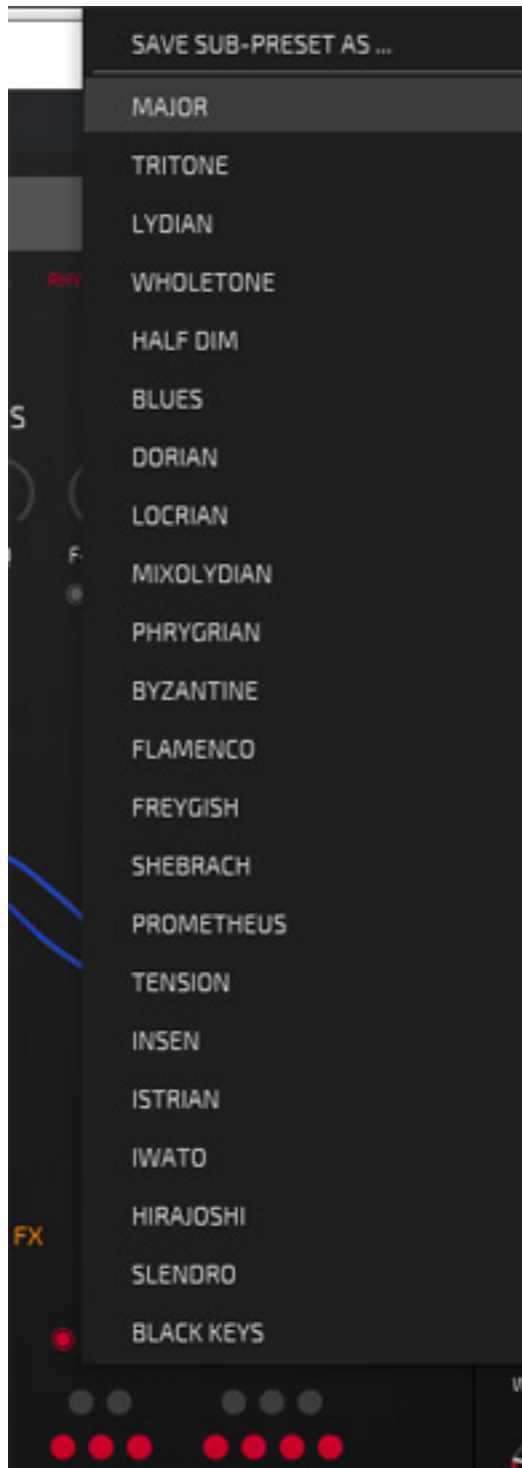 SAVE SUB-PRESET AS ...
MAJOR
TRITONE
LYDIAN
RHY
WHOLETONE
HALF DIM
BLUES
S
DORIAN
LOCRIAN
F-
MIXOLYDIAN
PHRYGRIAN
BYZANTINE
FLAMENCO
FREYGISH
SHEBRACH
PROMETHEUS
TENSION
INSEN
ISTRIAN
IWATO
HIRAJOSHI
FX
SLENDRO
BLACK KEYS
W